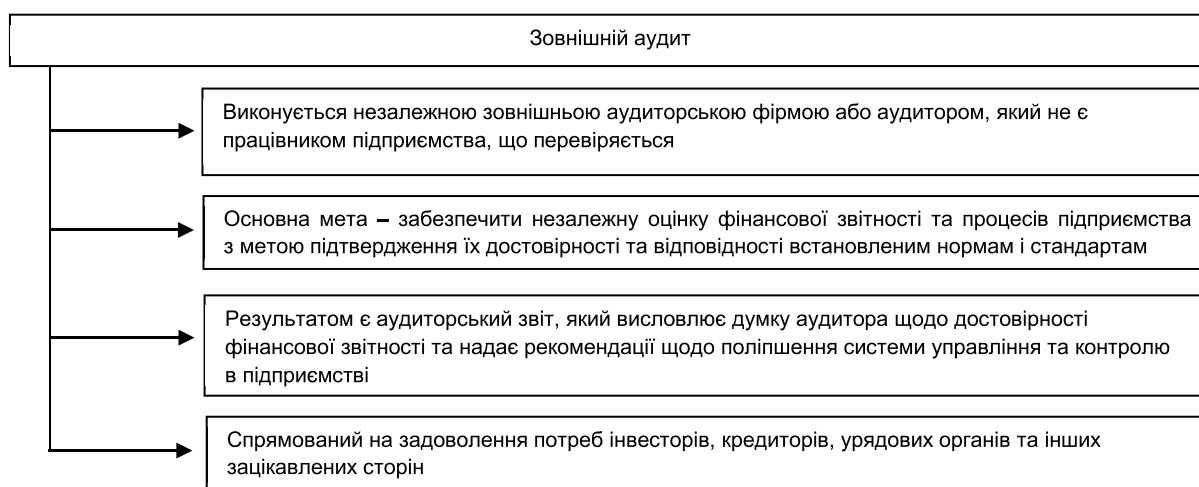 Зовнішній аудит
Виконується незалежною зовнішньою аудиторською фірмою або аудитором, який не є
працівником підприємства, що перевіряється
Основна мета – забезпечити незалежну оцінку фінансової звітності та процесів підприємства
з метою підтвердження їх достовірності та відповідності встановленим нормам і стандартам
Результатом є аудиторський звіт, який висловлює думку аудитора щодо достовірності
фінансової звітності та надає рекомендації щодо поліпшення системи управління та контролю
в підприємстві
Спрямований на задоволення потреб інвесторів, кредиторів, урядових органів та інших
зацікавлених сторін